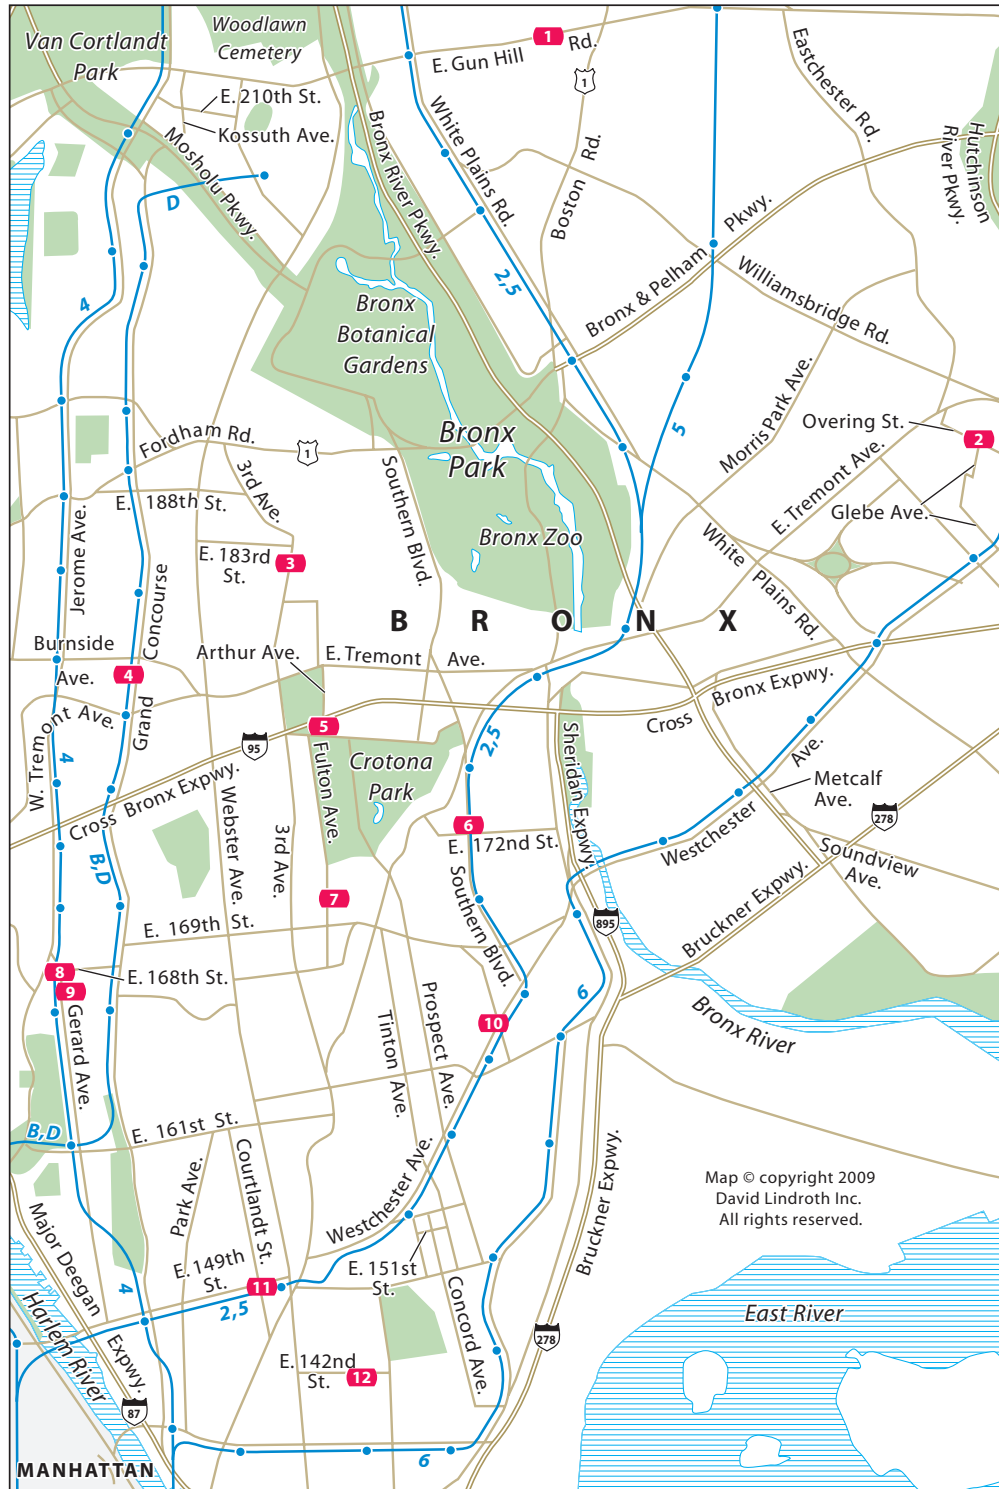 Van Cortlandt
Park
Woodlawn
Cemetery
1
E. Gun Hill
Rd.
1
Eastchester Rd.
E. 210th St.
Kossuth Ave.
Mosholu Pkwy.
Bronx River Pkwy.
White Plains Rd.
Boston
Rd.
Hutchinson
River Pkwy.
D
4
2,5
Bronx
Botanical
Gardens
Bronx & Pelham
Pkwy.
Williamsbridge Rd.
Morris Park Ave.
5
Overing St.
2
Fordham Rd.
1
Bronx
Park
3rd Ave.
Southern Blvd.
E. Tremont Ave.
Glebe Ave.
E. 188th St.
Jerome Ave.
Bronx Zoo
White Plains Rd.
E. 183rd
St.
3
Grand Concourse
BRONX
Burnside
Ave.
Arthur Ave.
E. Tremont Ave.
4
W. Tremont Ave.
Cross Bronx Expwy.
5
95
4
Fulton Ave.
Crotona
Park
2,5
Sheridan Expwy.
Metcalf
Ave.
Cross Bronx Expwy.
278
Webster Ave.
3rd Ave.
6
E. 172nd St.
Westchester Ave.
Soundview
Ave.
B,D
7
Southern Blvd.
895
Bruckner Expwy.
E. 169th St.
8
E. 168th St.
9
Gerard Ave.
Tinton Ave.
Prospect Ave.
10
6
Bronx River
B,D
E. 161st St.
Park Ave.
Courtlandt St.
Westchester Ave.
Bruckner Expwy.
Map © copyright 2009
David Lindroth Inc.
All rights reserved.
Major Deegan Expwy.
E. 149th
St.
11
E. 151st
St.
4
2,5
Concord Ave.
East River
Harlem River
278
E. 142nd
St.
12
87
6
MANHATTAN